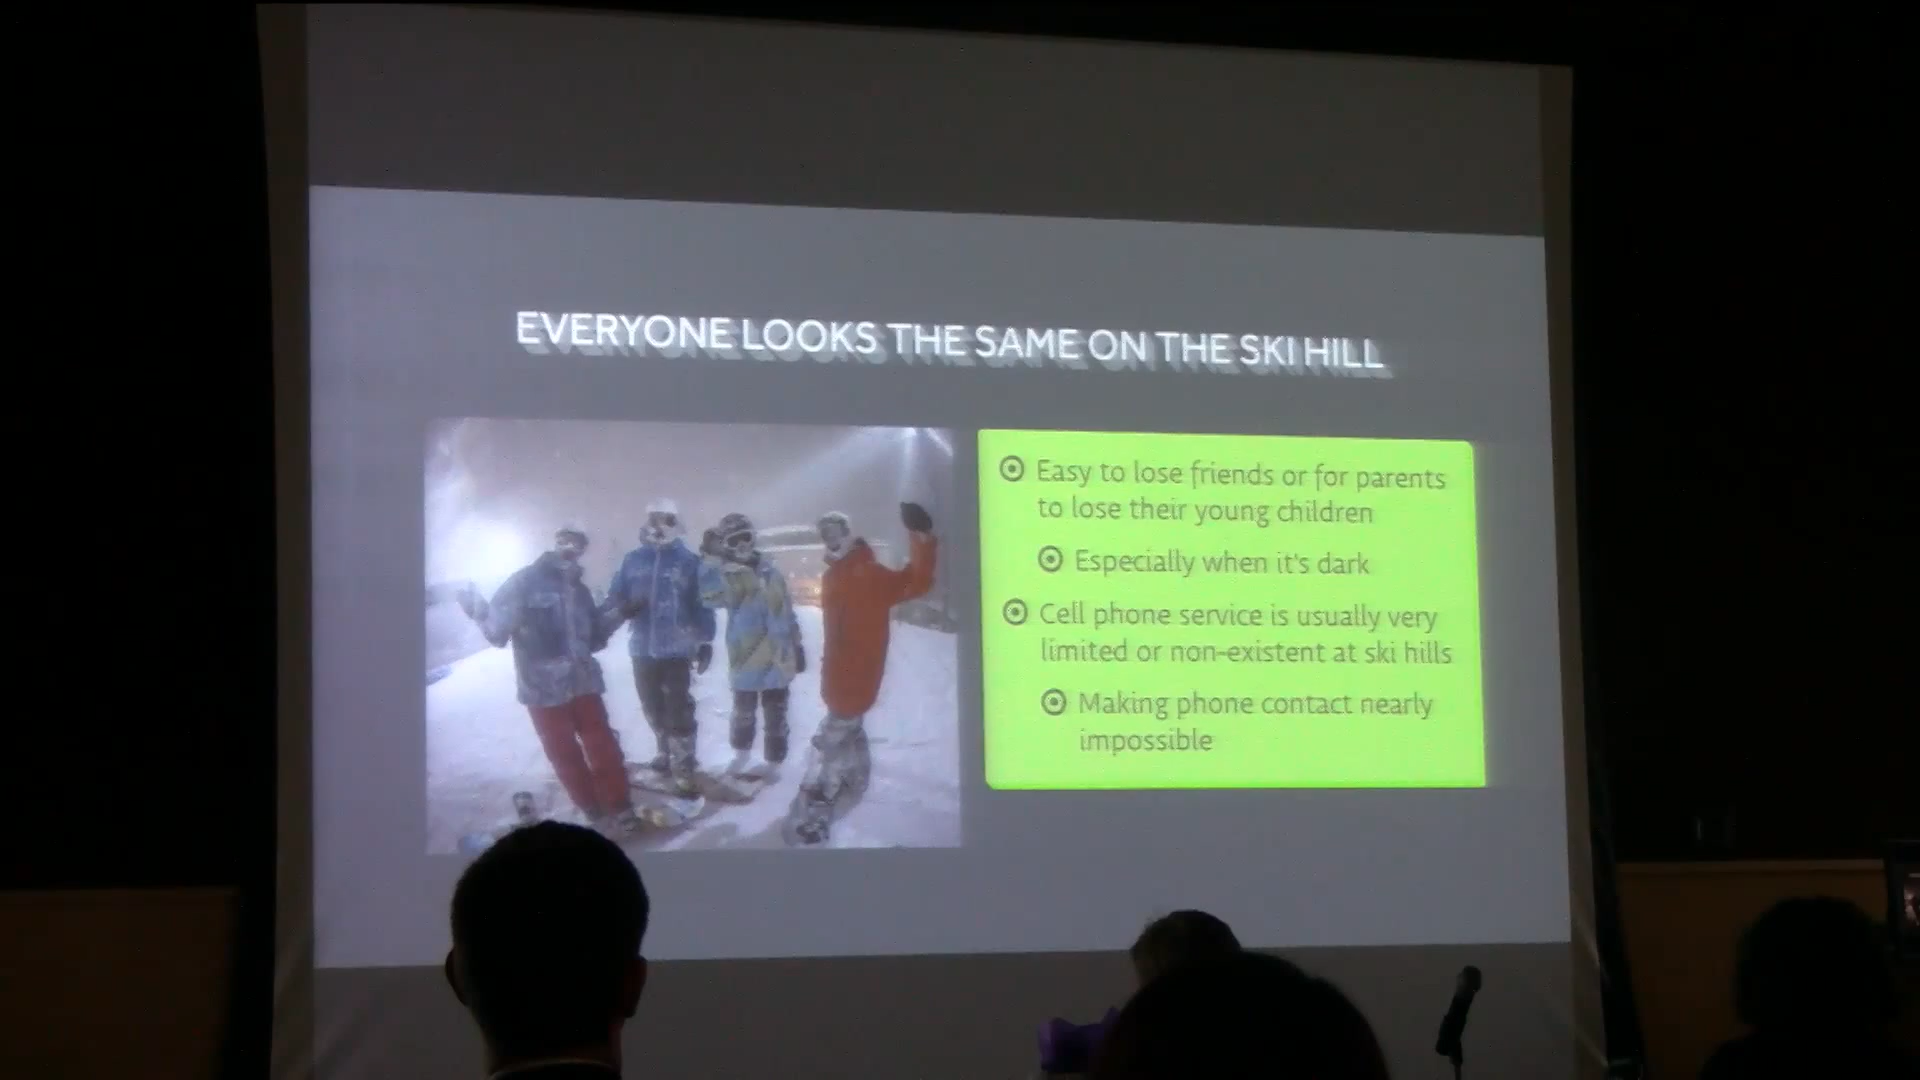 EVERYONE LOOKS THE SAME ON THE SKI HILL
Easy to lose friends or for parents
to lose their young children
Especially when it's dark
Cell phone service is usually very
limited or non-existent at ski hills
Making phone contact nearly
impossible